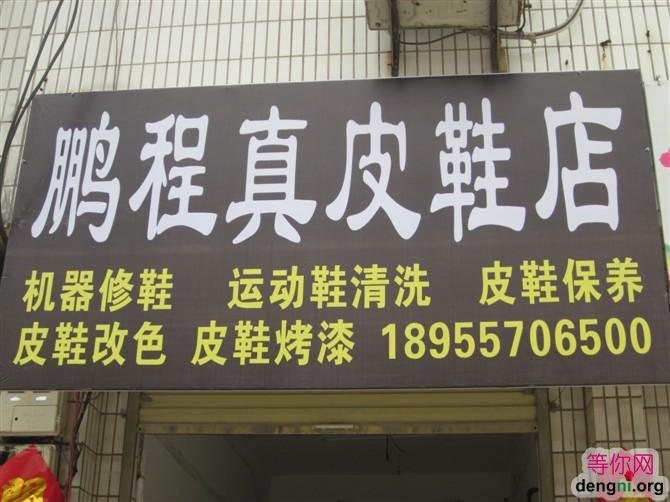 鹏程真皮鞋店
机器修鞋 运动鞋清洗 皮鞋保养
皮鞋改色 皮鞋烤漆 18955706500
等你网
dengni.org